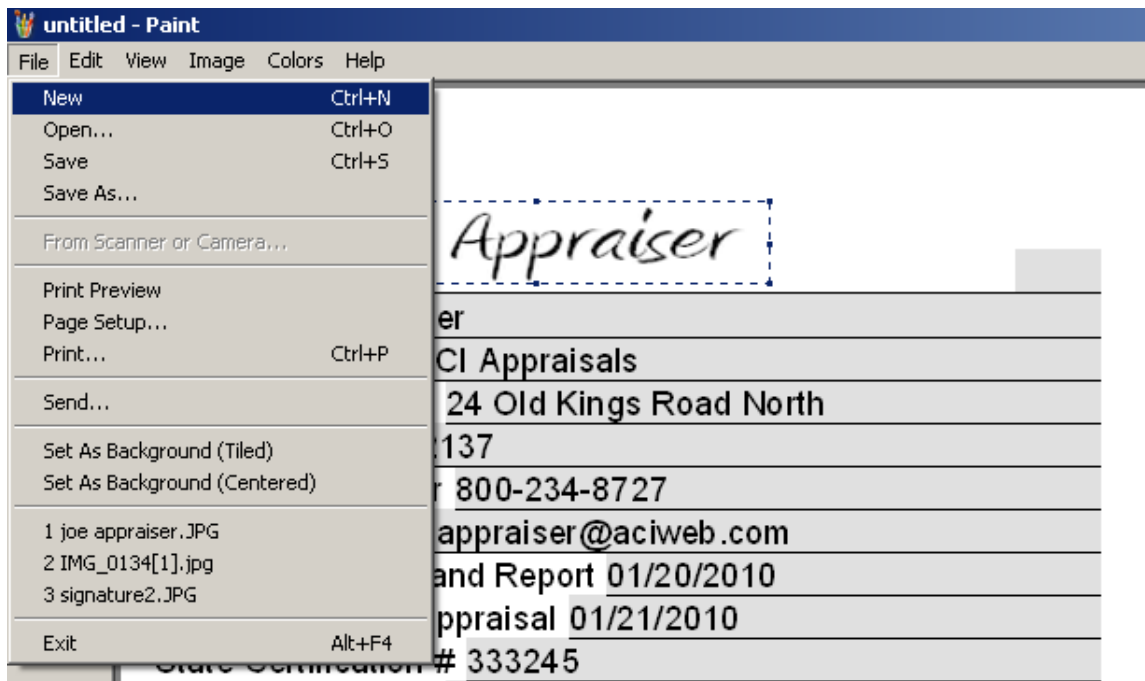 untitled - Paint
File Edit View Image Colors Help
New Ctrl+N
Open... Ctrl+O
Save Ctrl+S
Save As...
From Scanner or Camera...
Print Preview
Page Setup...
Print... Ctrl+P
Send...
Set As Background (Tiled)
Set As Background (Centered)
1 joe appraiser.JPG
2 IMG_0134[1].jpg
3 signature2.JPG
Exit Alt+F4
Appraiser
er
CI Appraisals
24 Old Kings Road North
2137
r 800-234-8727
appraiser@aciweb.com
and Report 01/20/2010
ppraisal 01/21/2010
State Certification # 333245